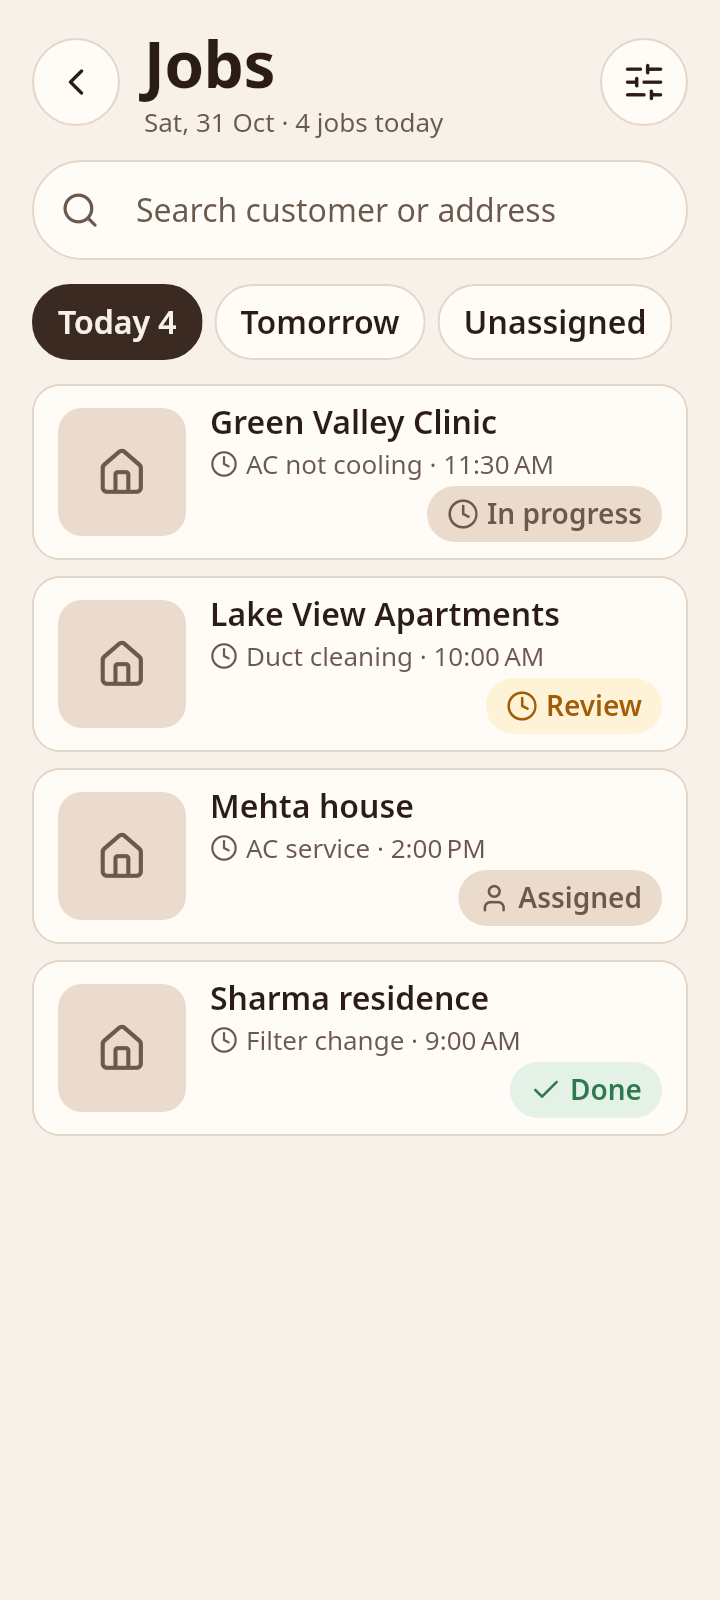 Jobs
Sat, 31 Oct · 4 jobs today
Search customer or address
Today 4 Tomorrow Unassigned
Green Valley Clinic
AC not cooling · 11:30 AM
In progress
Lake View Apartments
Duct cleaning · 10:00 AM
Review
Mehta house
AC service · 2:00 PM
Assigned
Sharma residence
Filter change · 9:00 AM
Done